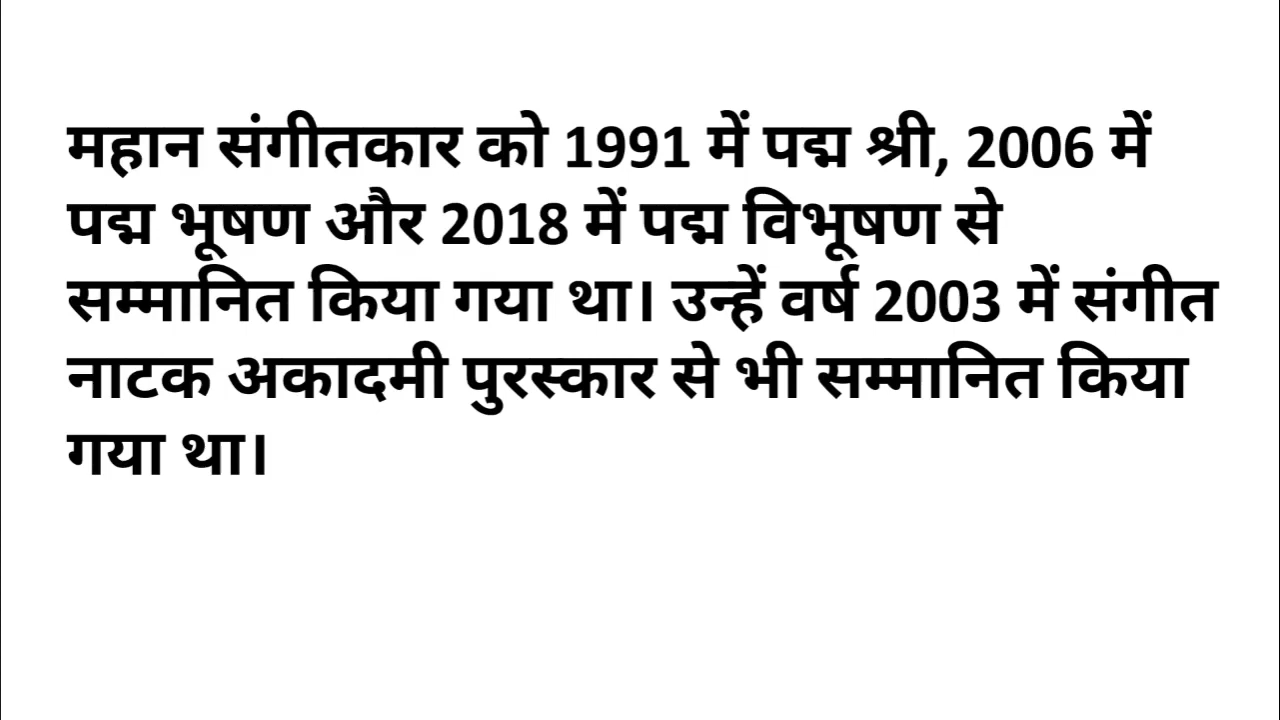 महान संगीतकार को 1991 में पद्म श्री, 2006 में
पद्म भूषण और 2018 में पद्म विभूषण से
सम्मानित किया गया था। उन्हें वर्ष 2003 में संगीत
नाटक अकादमी पुरस्कार से भी सम्मानित किया
गया था।